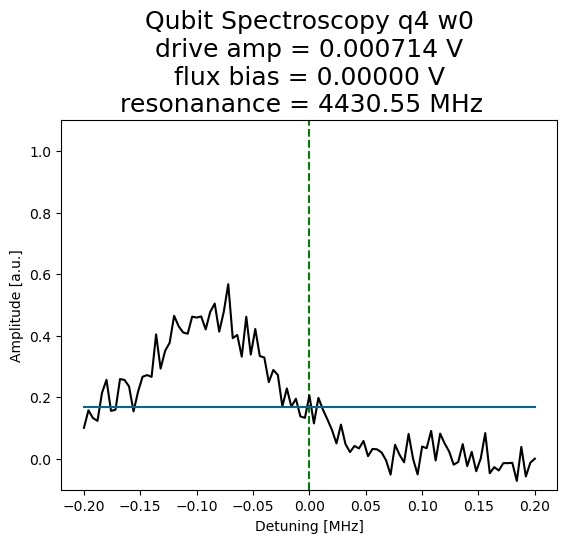 Qubit Spectroscopy q4 w0
drive amp = 0.000714 V
flux bias = 0.00000 V
resonanance = 4430.55 MHz
1.0
0.8
0.6
0.4
0.2
0.0
Amplitude [a.u.]
−0.20 −0.15 −0.10 −0.05 0.00 0.05 0.10 0.15 0.20
Detuning [MHz]